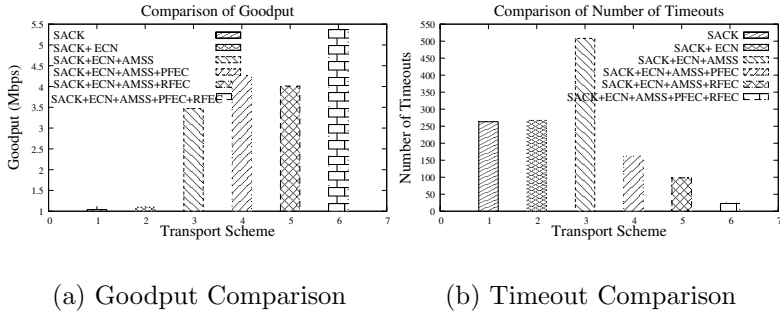 Comparison of Goodput
Goodput (Mbps)
5.5
5
4.5
4
3.5
3
2.5
2
1.5
1
SACK
SACK+ ECN
SACK+ECN+AMSS
SACK+ECN+AMSS+PFEC
SACK+ECN+AMSS+RFEC
SACK+ECN+AMSS+PFEC+RFEC
0 1 2 3 4 5 6 7
Transport Scheme
(a) Goodput Comparison
Comparison of Number of Timeouts
Number of Timeouts
550
500
450
400
350
300
250
200
150
100
50
0
SACK
SACK+ ECN
SACK+ECN+AMSS
SACK+ECN+AMSS+PFEC
SACK+ECN+AMSS+RFEC
SACK+ECN+AMSS+PFEC+RFEC
0 1 2 3 4 5 6 7
Transport Scheme
(b) Timeout Comparison